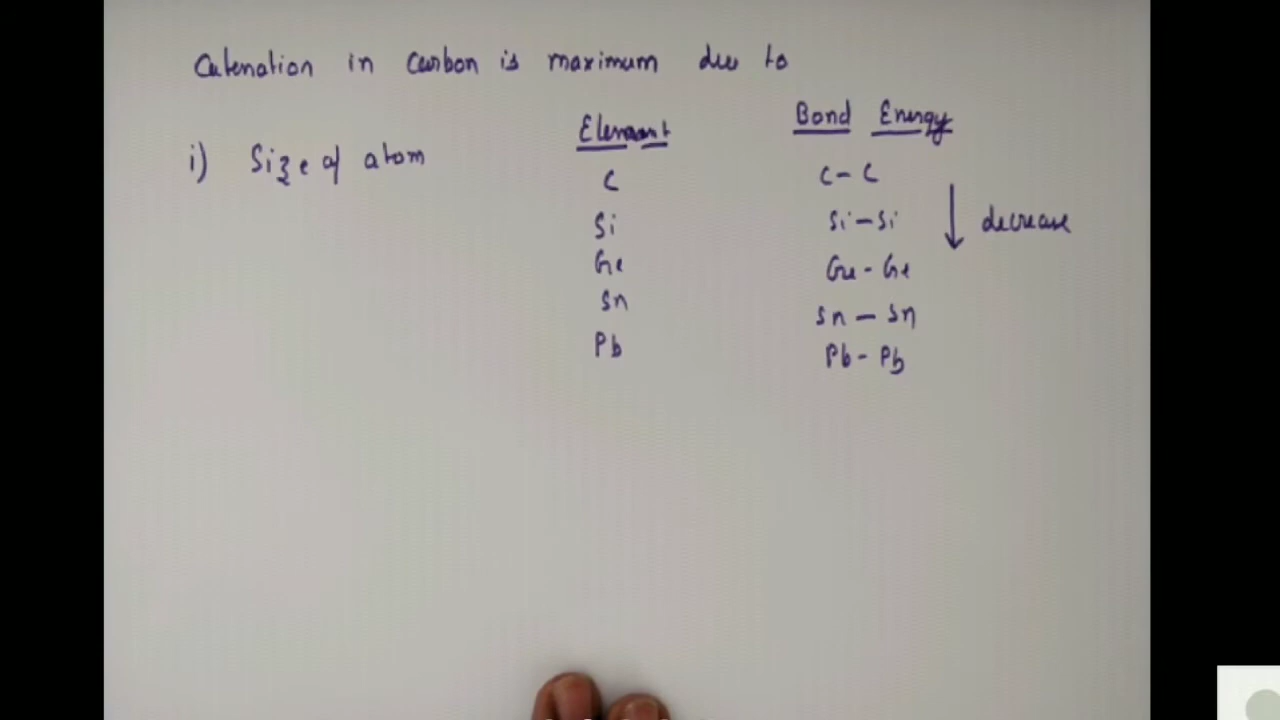 Catenation in carbon is maximum due to
i) Size of atom
Element Bond Energy
C C - C
Si Si - Si decrease
Ge Ge - Ge
Sn Sn - Sn
Pb Pb - Pb